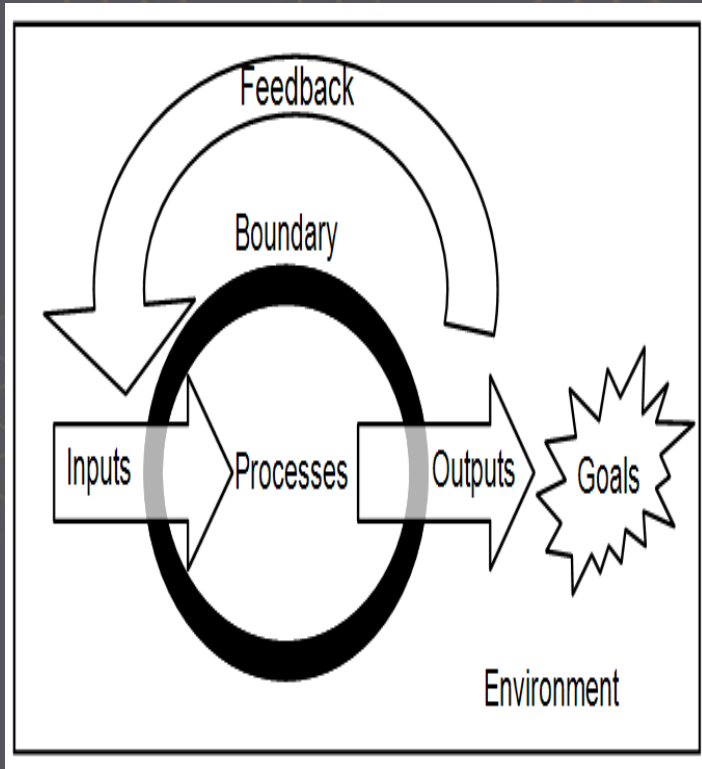 Feedback
Boundary
Inputs
Processes
Outputs
Goals
Environment